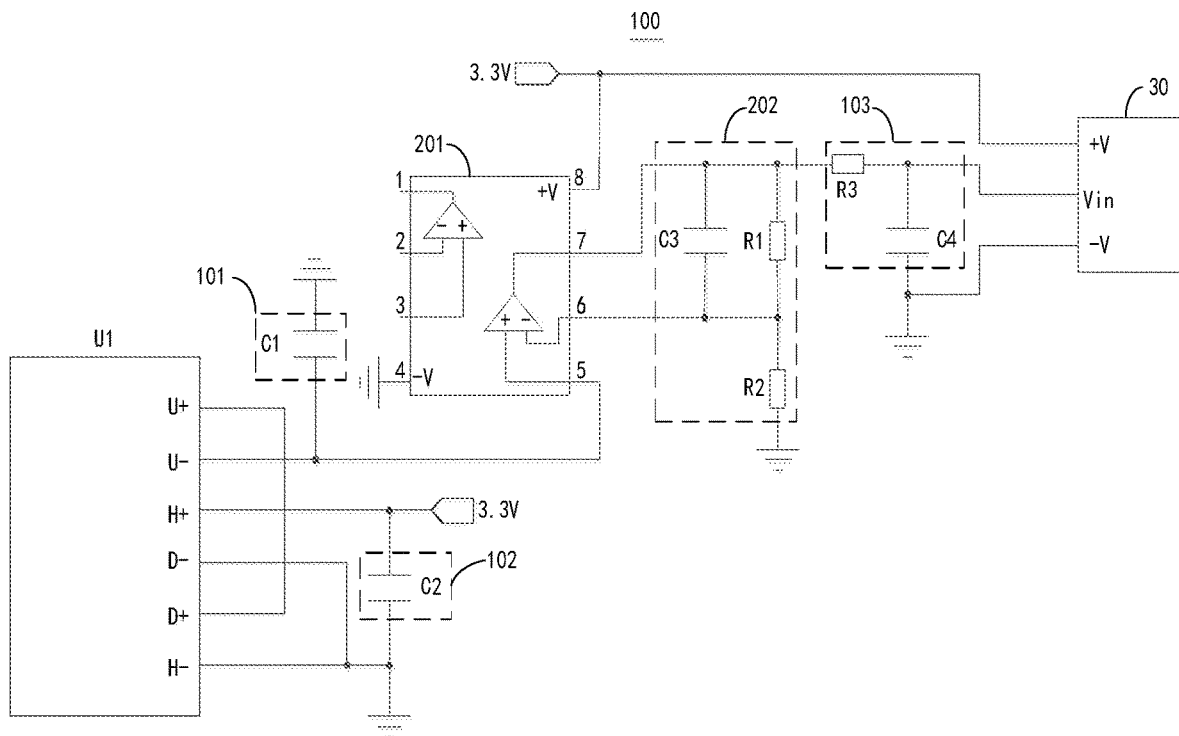 100
3.3V
30
202
103
201
+V
1
8
+V
R3
Vin
2
7
C3
R1
C4
-V
101
3
6
U1
C1
4
-V
5
R2
U+
U-
H+
3.3V
D-
102
C2
D+
H-